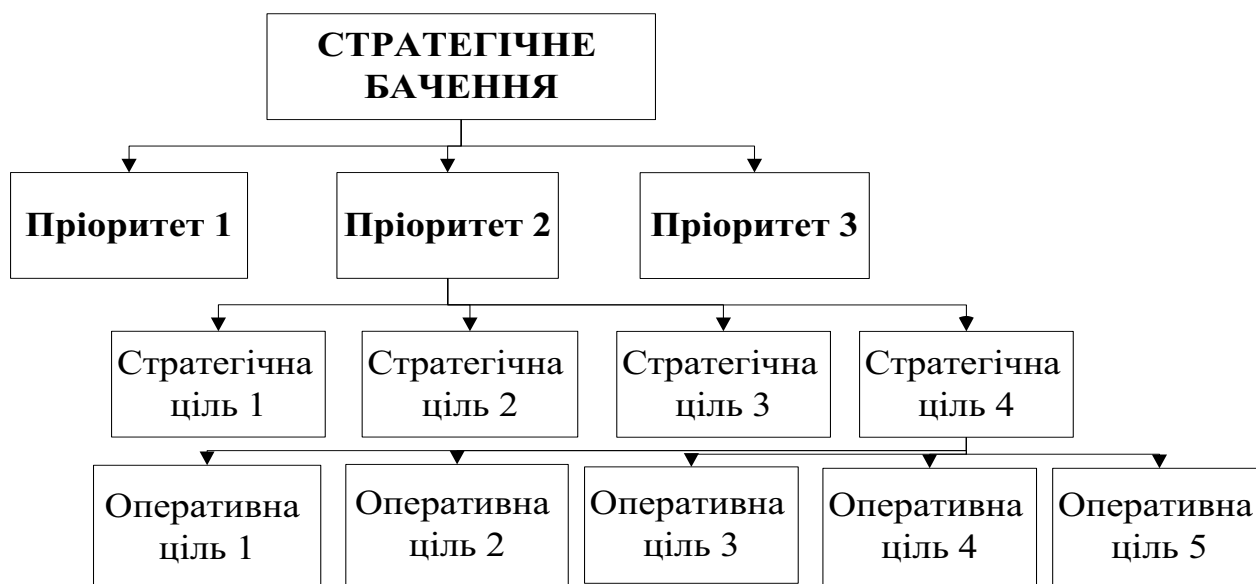 СТРАТЕГІЧНЕ
БАЧЕННЯ
Пріоритет 1
Пріоритет 2
Пріоритет 3
Стратегічна
ціль 1
Стратегічна
ціль 2
Стратегічна
ціль 3
Стратегічна
ціль 4
Оперативна
ціль 1
Оперативна
ціль 2
Оперативна
ціль 3
Оперативна
ціль 4
Оперативна
ціль 5